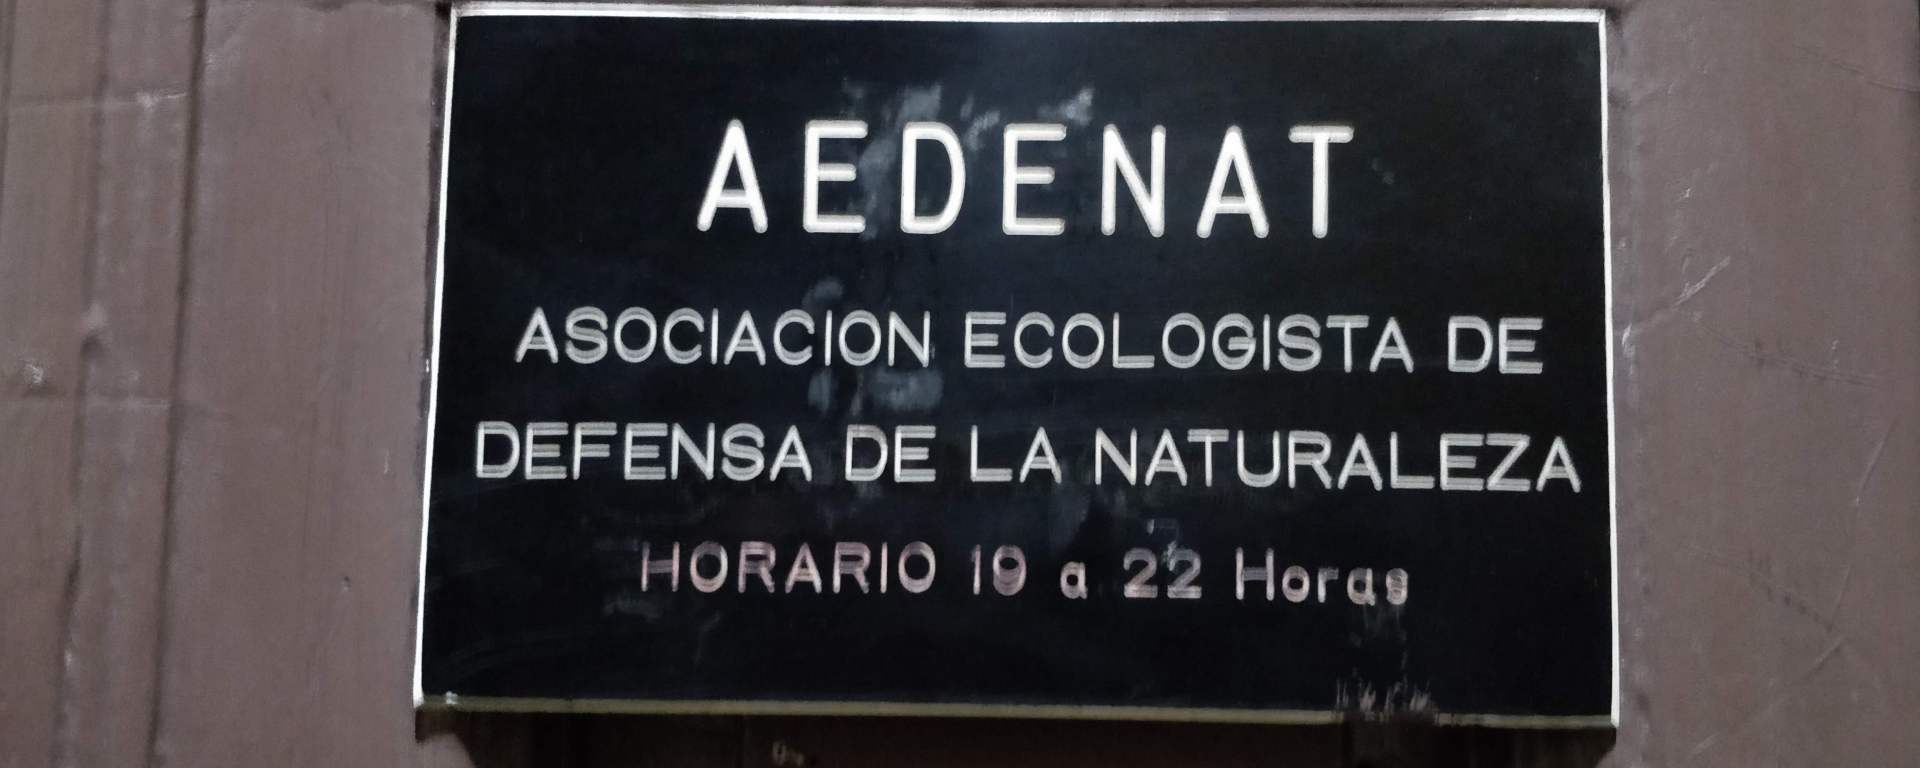 AEDENAT
ASOCIACION ECOLOGISTA DE
DEFENSA DE LA NATURALEZA
HORARIO 19 a 22 Horas